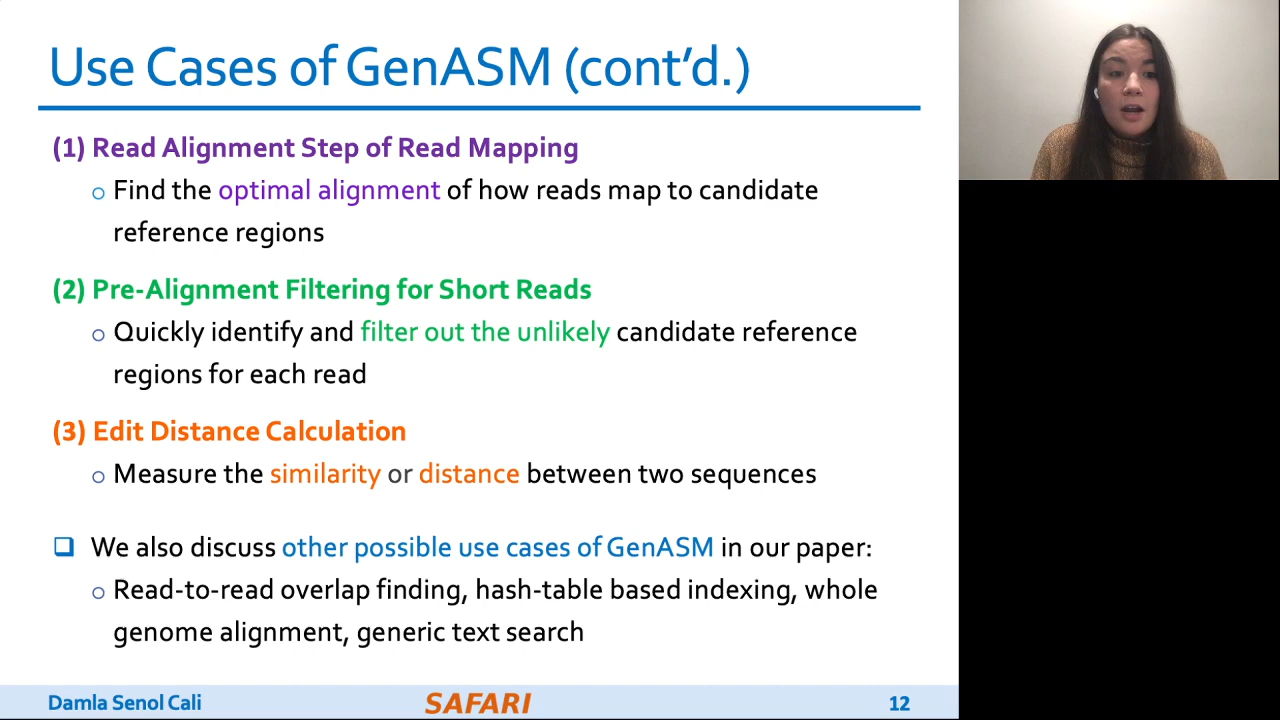 Use Cases of GenASM (cont’d.)
(1) Read Alignment Step of Read Mapping
o Find the optimal alignment of how reads map to candidate
reference regions
(2) Pre-Alignment Filtering for Short Reads
o Quickly identify and filter out the unlikely candidate reference
regions for each read
(3) Edit Distance Calculation
o Measure the similarity or distance between two sequences
❑ We also discuss other possible use cases of GenASM in our paper:
o Read-to-read overlap finding, hash-table based indexing, whole
genome alignment, generic text search
Damla Senol Cali SAFARI 12